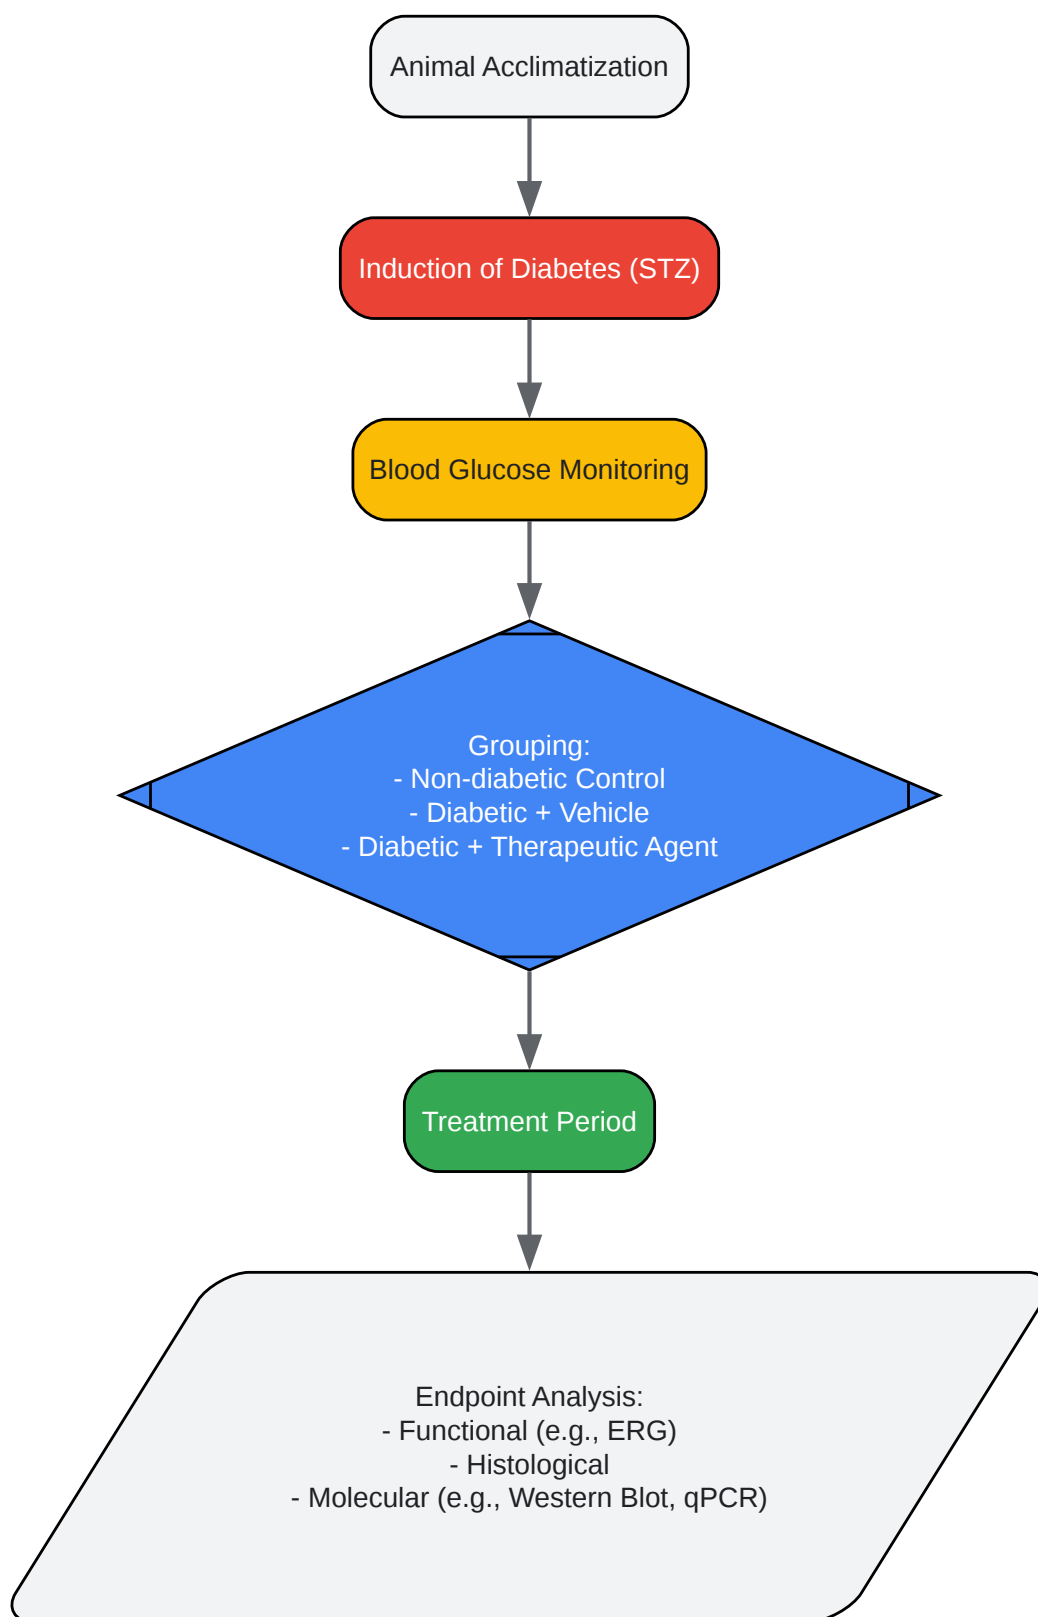 Animal Acclimatization
Induction of Diabetes (STZ)
Blood Glucose Monitoring
Grouping:
- Non-diabetic Control
- Diabetic + Vehicle
- Diabetic + Therapeutic Agent
Treatment Period
Endpoint Analysis:
- Functional (e.g., ERG)
- Histological
- Molecular (e.g., Western Blot, qPCR)